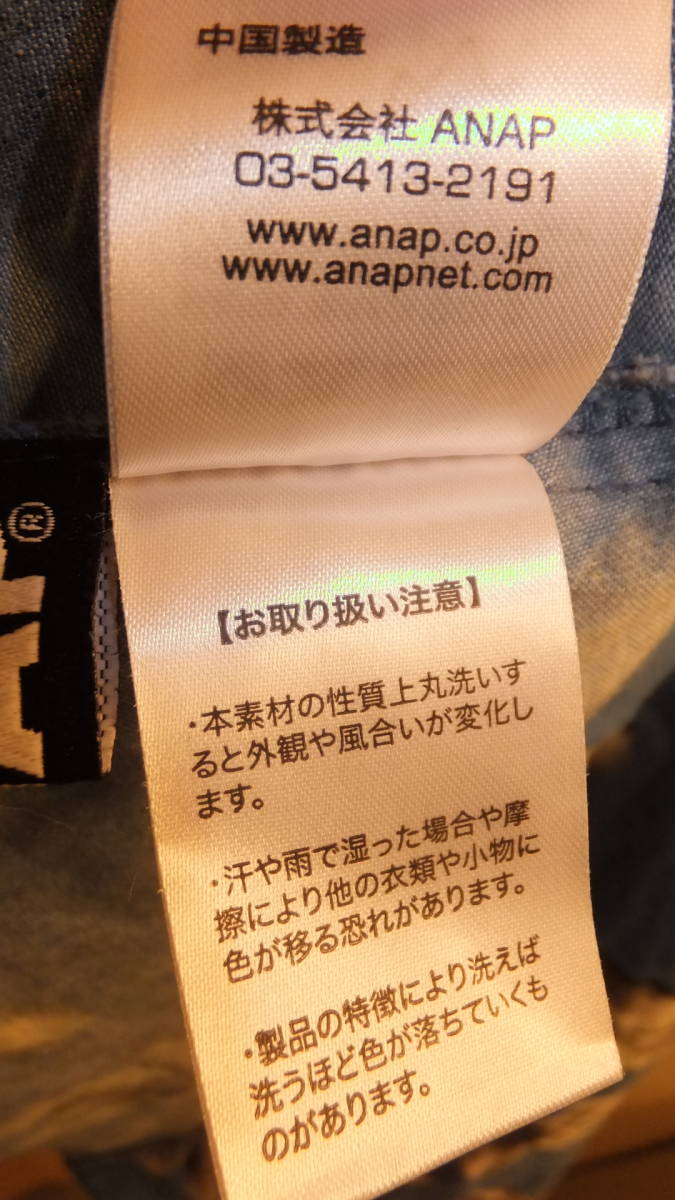 中国製造
株式会社 ANAP
03-5413-2191
www.anap.co.jp
www.anapnet.com
®
【お取り扱い注意】
・本素材の性質上丸洗いす
ると外観や風合いが変化し
ます。
・汗や雨で湿った場合や摩
擦により他の衣類や小物に
色が移る恐れがあります。
・製品の特徴により洗えば
洗うほど色が落ちていくも
のがあります。